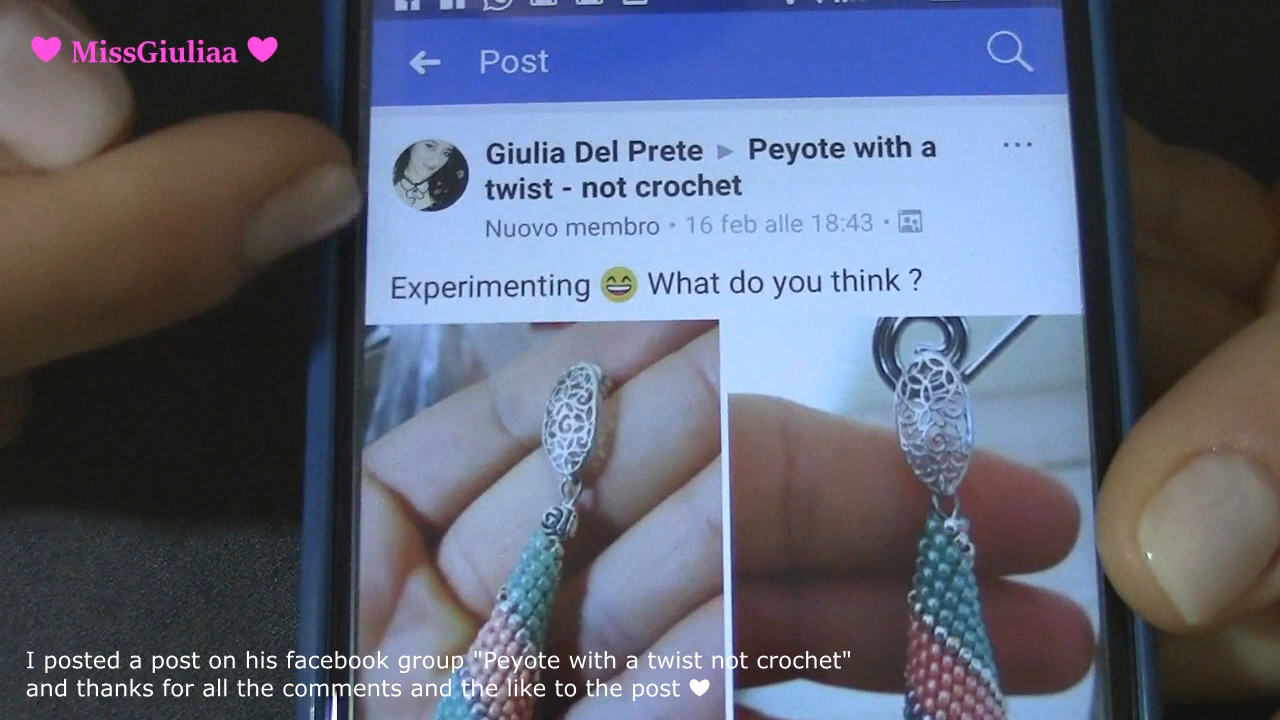 ♥ MissGiuliaa ♥
Post
Giulia Del Prete ▸ Peyote with a
twist - not crochet
Nuovo membro • 16 feb alle 18:43 •
Experimenting 😄 What do you think ?
I posted a post on his facebook group "Peyote with a twist not crochet"
and thanks for all the comments and the like to the post ♥